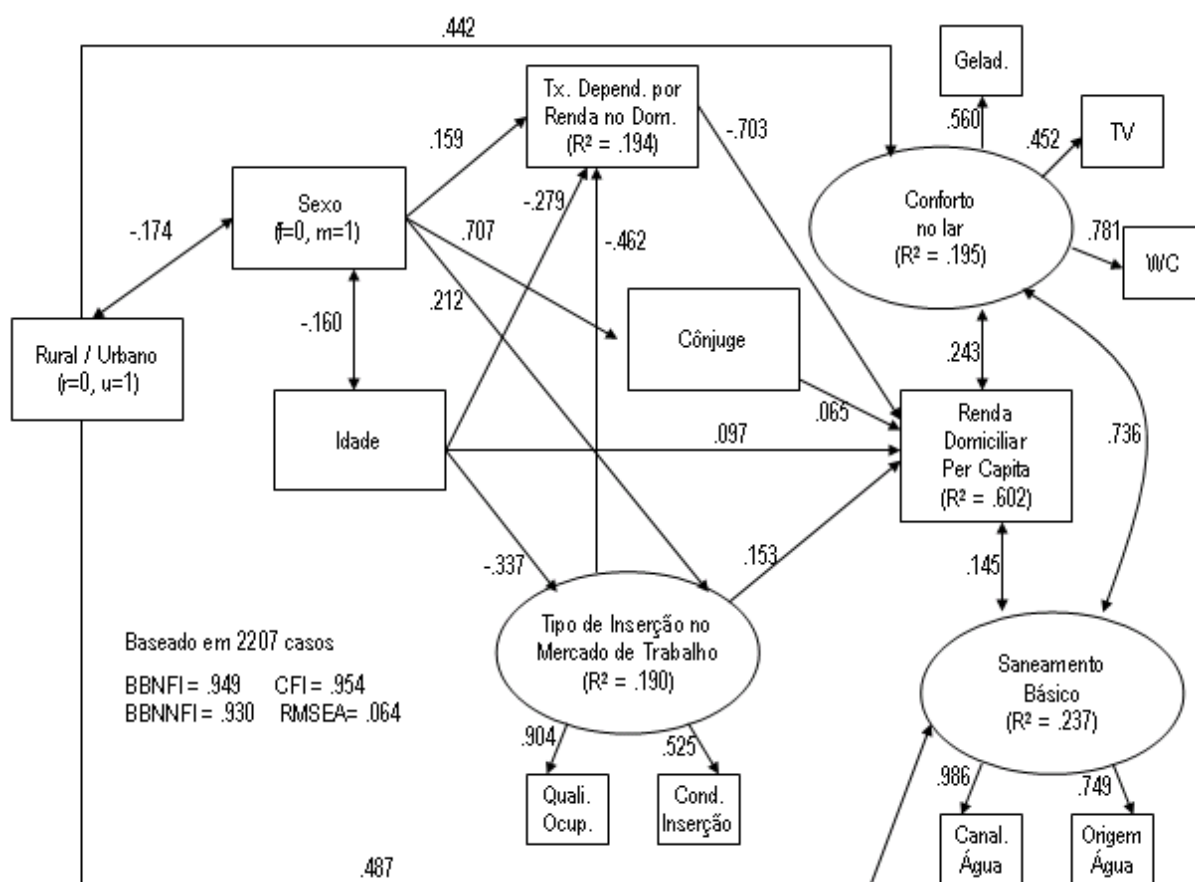 .442
Gelad.
Tx. Depend. por
Renda no Dom.
(R² = .194)
-.703
.560
.452
TV
.159
Sexo
(f=0, m=1)
-.279
Conforto
no lar
(R² = .195)
-.174
.707
-.462
.781
WC
.212
-.160
Cônjuge
.243
Rural / Urbano
(r=0, u=1)
.065
Renda
Domiciliar
Per Capita
(R² = .602)
.736
Idade
.097
-.337
.153
.145
Tipo de Inserção no
Mercado de Trabalho
(R² = .190)
Baseado em 2207 casos
BBNFI = .949 CFI = .954
BBNNFI = .930 RMSEA= .064
Saneamento
Básico
(R² = .237)
.904
.525
.986
.749
Quali.
Ocup.
Cond.
Inserção
Canal.
Água
Origem
Água
.487